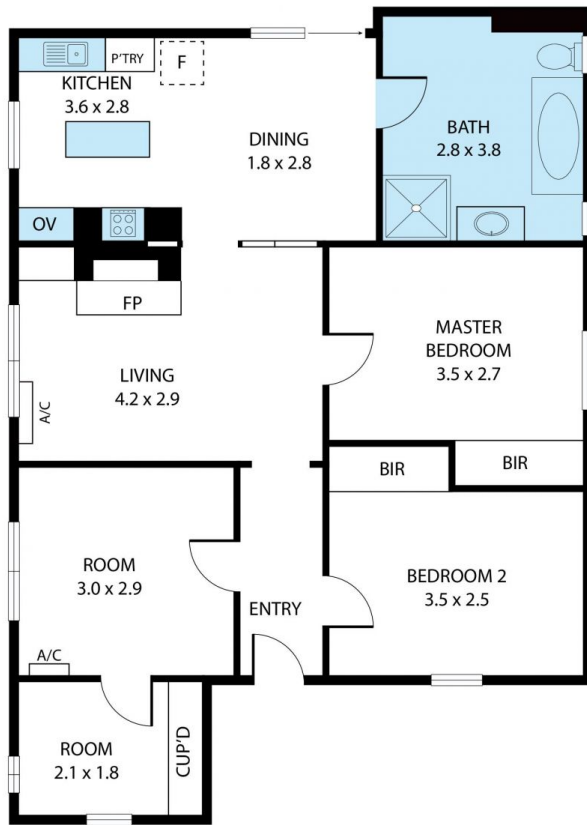 P'TRY
F
KITCHEN
3.6 x 2.8
DINING
1.8 x 2.8
BATH
2.8 x 3.8
OV
FP
LIVING
4.2 x 2.9
A/C
MASTER
BEDROOM
3.5 x 2.7
BIR
BIR
ROOM
3.0 x 2.9
A/C
ENTRY
BEDROOM 2
3.5 x 2.5
ROOM
2.1 x 1.8
CUP'D